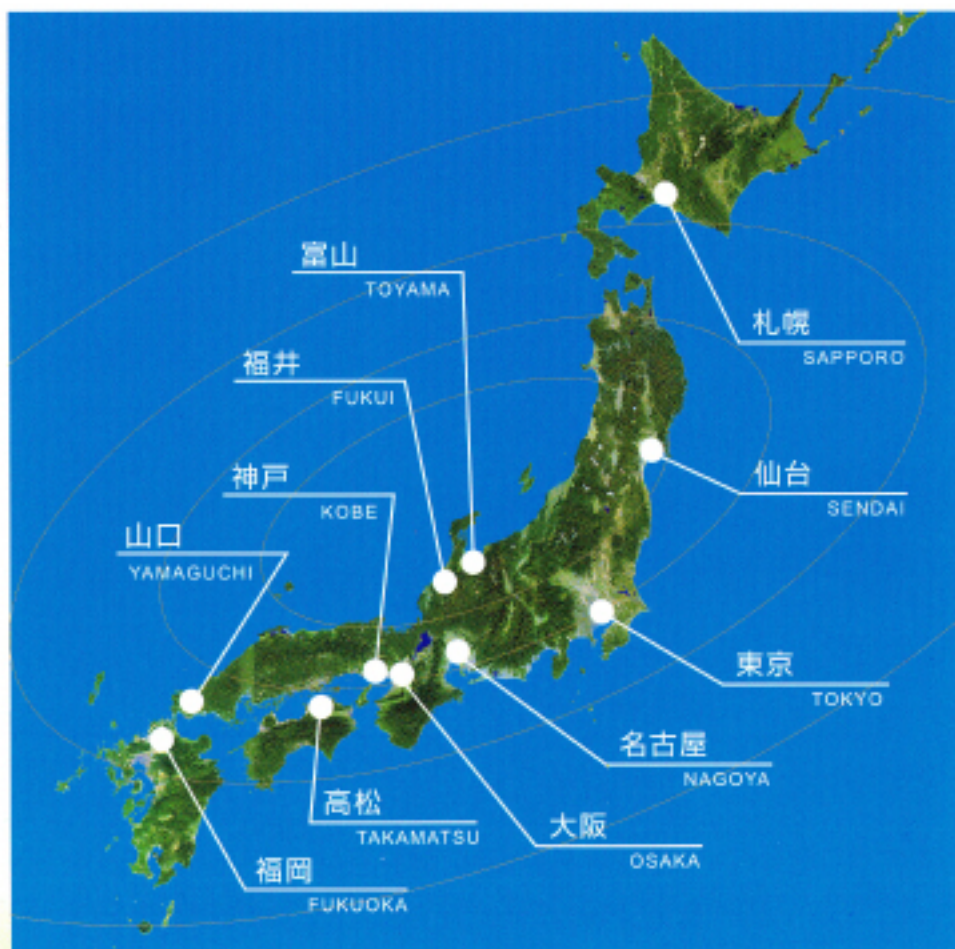 富山
TOYAMA
札幌
SAPPORO
福井
FUKUI
神戸
KOBE
仙台
SENDAI
山口
YAMAGUCHI
東京
TOKYO
名古屋
NAGOYA
高松
TAKAMATSU
大阪
OSAKA
福岡
FUKUOKA